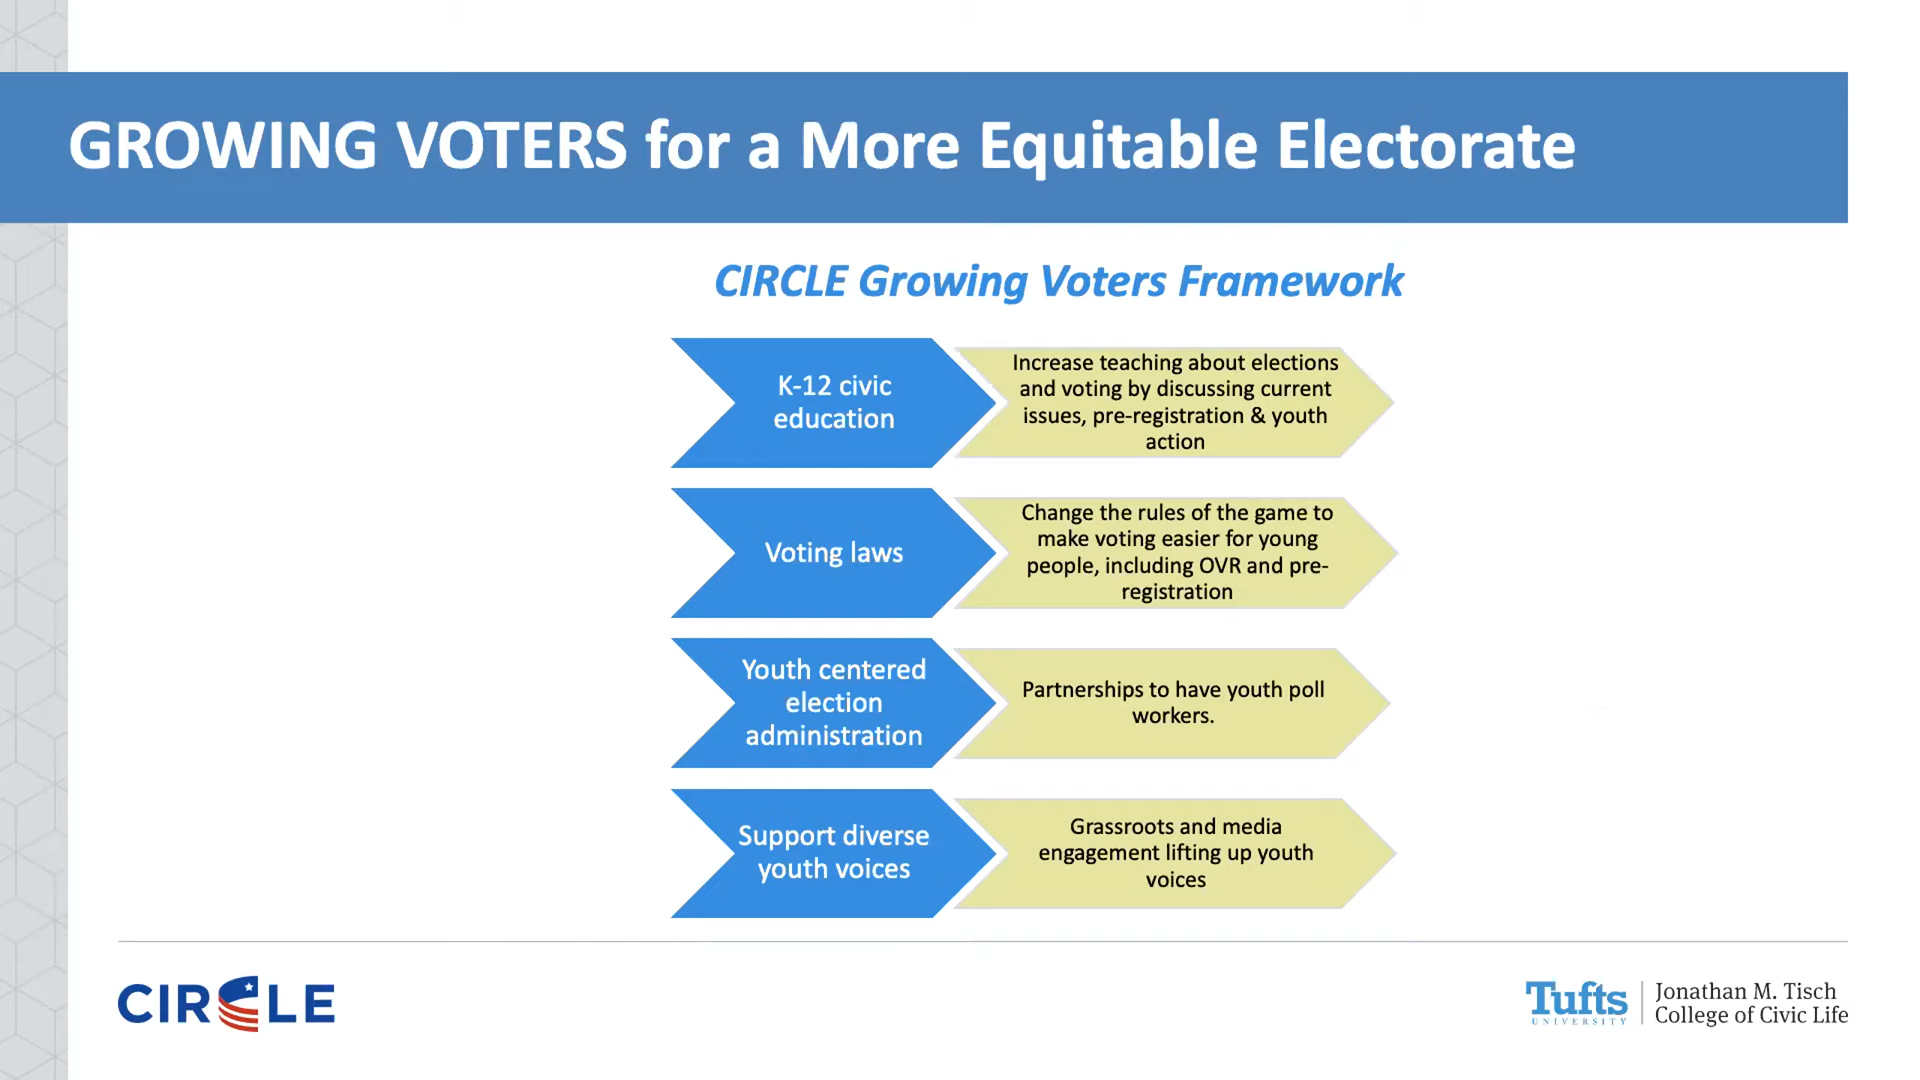 GROWING VOTERS for a More Equitable Electorate
CIRCLE Growing Voters Framework
K-12 civic
education
Increase teaching about elections
and voting by discussing current
issues, pre-registration & youth
action
Voting laws
Change the rules of the game to
make voting easier for young
people, including OVR and pre-
registration
Youth centered
election
administration
Partnerships to have youth poll
workers.
Support diverse
youth voices
Grassroots and media
engagement lifting up youth
voices
CIRCLE
Tufts
UNIVERSITY
Jonathan M. Tisch
College of Civic Life